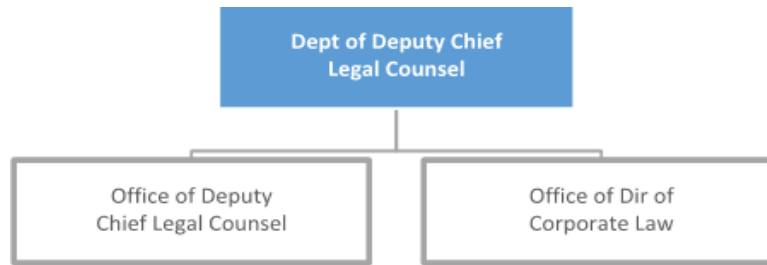 Dept of Deputy Chief
Legal Counsel
Office of Deputy
Chief Legal Counsel
Office of Dir of
Corporate Law